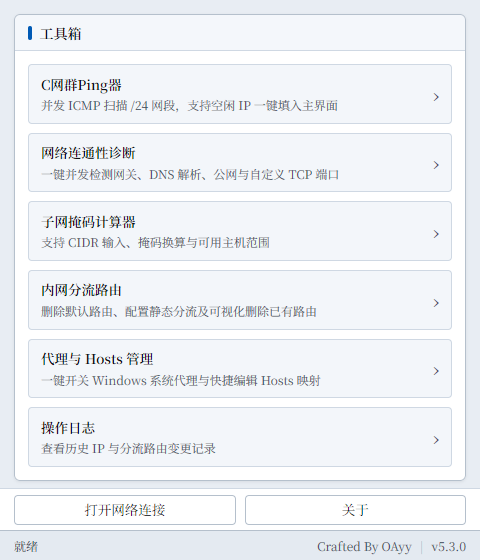 工具箱
C网群Ping器
并发 ICMP 扫描 /24 网段，支持空闲 IP 一键填入主界面
网络连通性诊断
一键并发检测网关、DNS 解析、公网与自定义 TCP 端口
子网掩码计算器
支持 CIDR 输入、掩码换算与可用主机范围
内网分流路由
删除默认路由、配置静态分流及可视化删除已有路由
代理与 Hosts 管理
一键开关 Windows 系统代理与快捷编辑 Hosts 映射
操作日志
查看历史 IP 与分流路由变更记录
打开网络连接 关于
就绪 Crafted By OAyy | v5.3.0